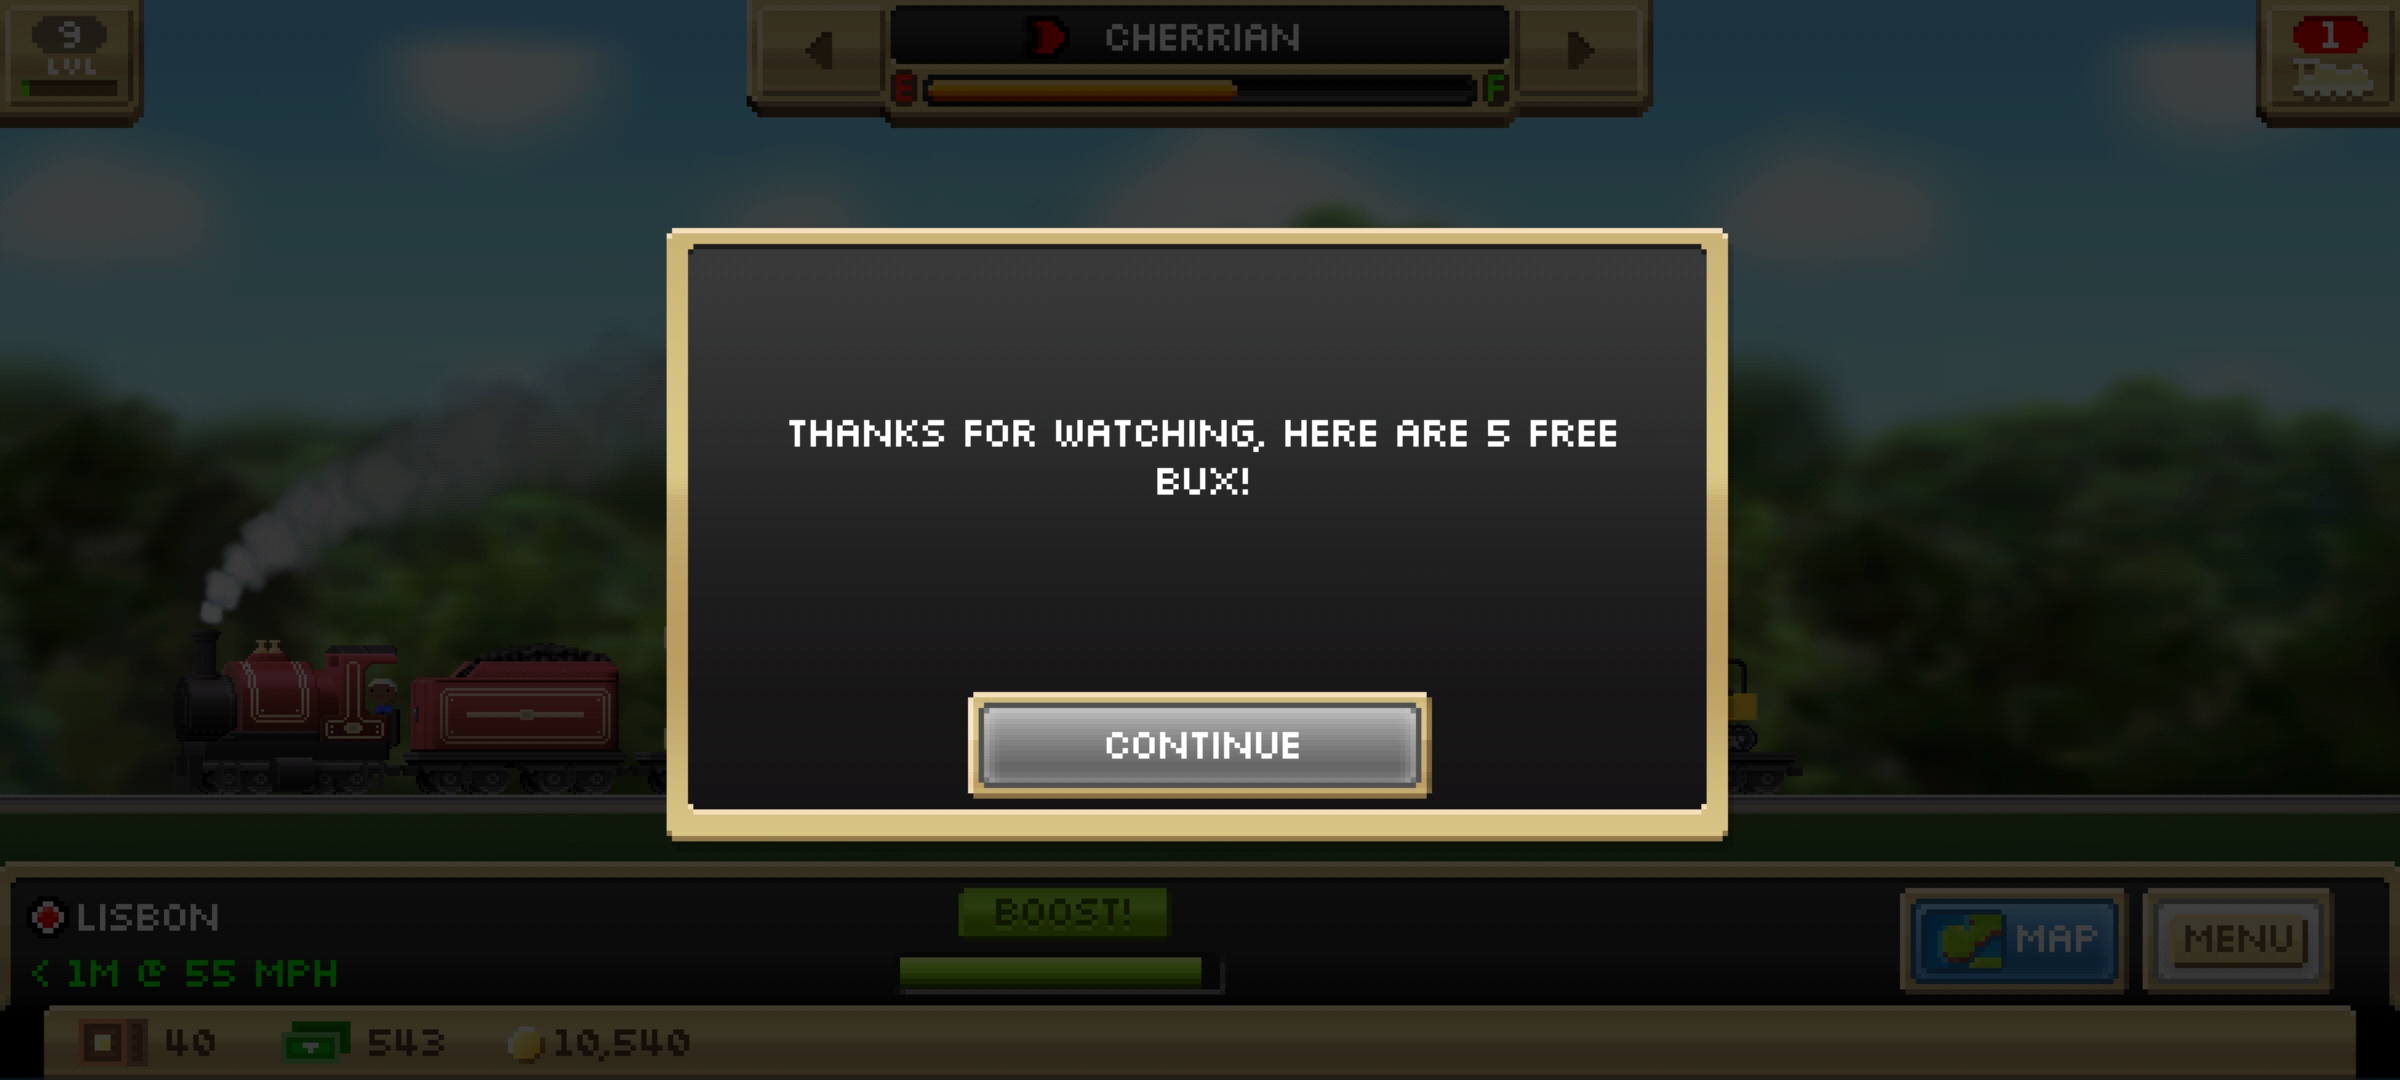 9
LVL
CHERRIAN
E F
1
THANKS FOR WATCHING, HERE ARE 5 FREE
BUX!
CONTINUE
LISBON
< 1M @ 55 MPH
BOOST!
MAP
MENU
40 543 10,540